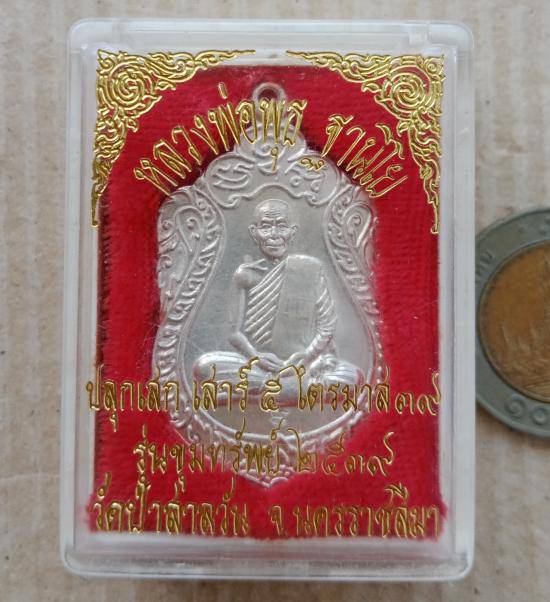 หลวงพ่อพุธ ฐานิโย
ปลุกเสก เสาร์ ๕ ไตรมาส ๓๙
รุ่นขุมทรัพย์ ๒๕๓๙
วัดป่าสาลวัน จ.นครราชสีมา